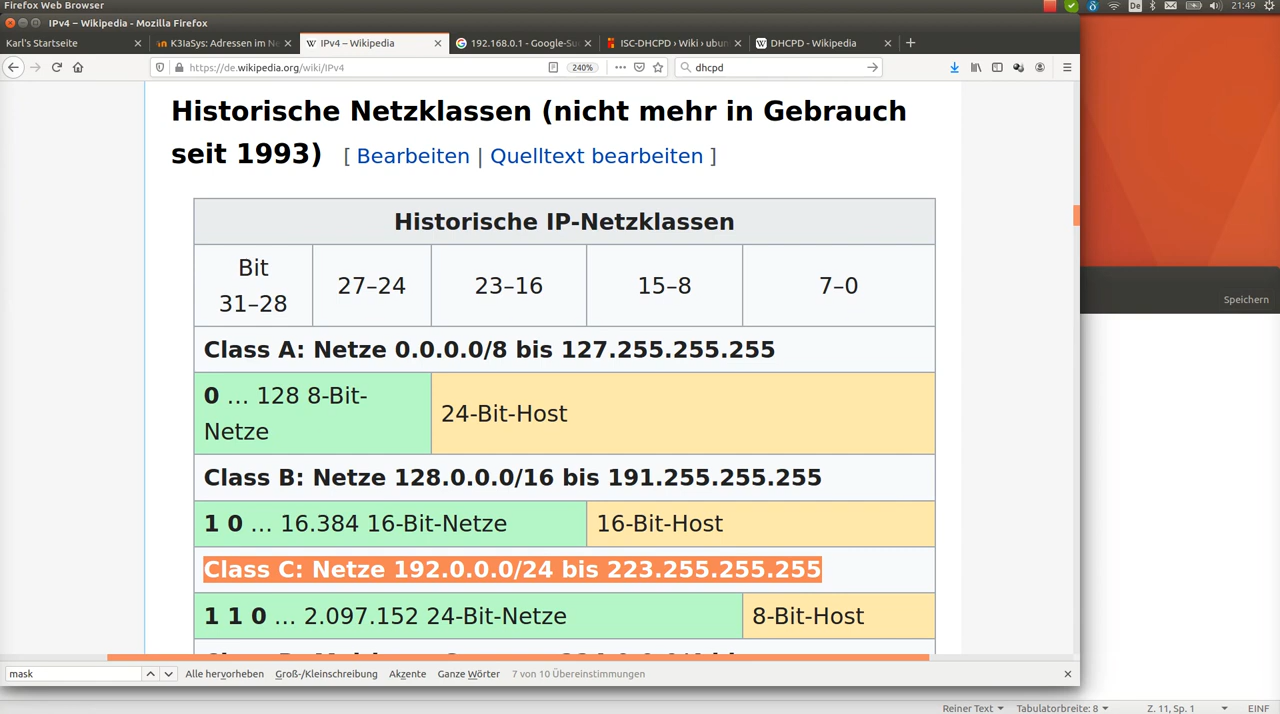 Firefox Web Browser
De
21:49
IPv4 – Wikipedia - Mozilla Firefox
Karl's Startseite
K3IaSys: Adressen im Ne
IPv4 – Wikipedia
192.168.0.1 - Google-Su
ISC-DHCPD › Wiki › ubun
DHCPD - Wikipedia
https://de.wikipedia.org/wiki/IPv4
240%
dhcpd
Historische Netzklassen (nicht mehr in Gebrauch
seit 1993) [ Bearbeiten | Quelltext bearbeiten ]
Historische IP-Netzklassen
Bit
31–28
27–24
23–16
15–8
7–0
Speichern
Class A: Netze 0.0.0.0/8 bis 127.255.255.255
0 … 128 8-Bit-
Netze
24-Bit-Host
Class B: Netze 128.0.0.0/16 bis 191.255.255.255
1 0 … 16.384 16-Bit-Netze
16-Bit-Host
Class C: Netze 192.0.0.0/24 bis 223.255.255.255
1 1 0 … 2.097.152 24-Bit-Netze
8-Bit-Host
mask
Alle hervorheben
Groß-/Kleinschreibung
Akzente
Ganze Wörter
7 von 10 Übereinstimmungen
Reiner Text
Tabulatorbreite: 8
Z. 11, Sp. 1
EINF